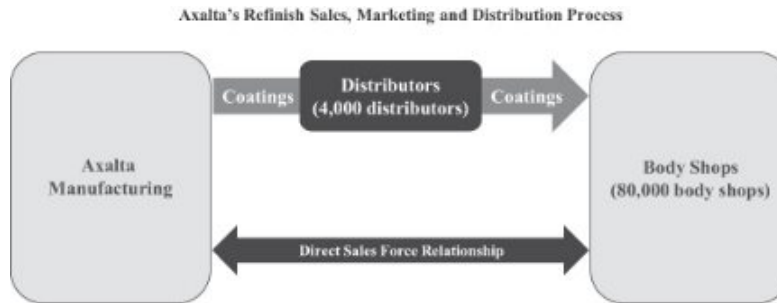 Axalta's Refinish Sales, Marketing and Distribution Process
Axalta
Manufacturing
Coatings
Distributors
(4,000 distributors)
Coatings
Body Shops
(80,000 body shops)
Direct Sales Force Relationship